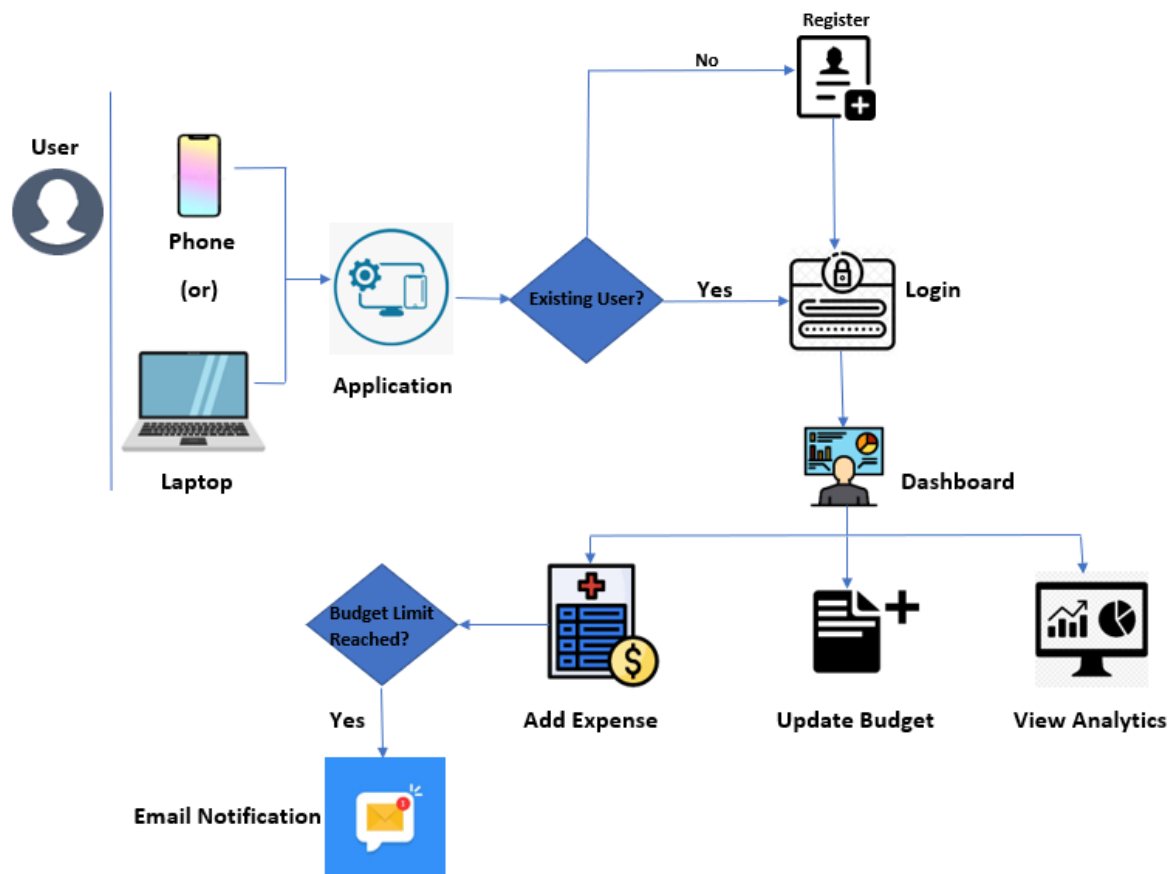 Register
No
User
Phone
(or)
Existing User?
Yes
Login
Application
Laptop
Dashboard
Budget Limit
Reached?
Yes
Add Expense
Update Budget
View Analytics
Email Notification
1